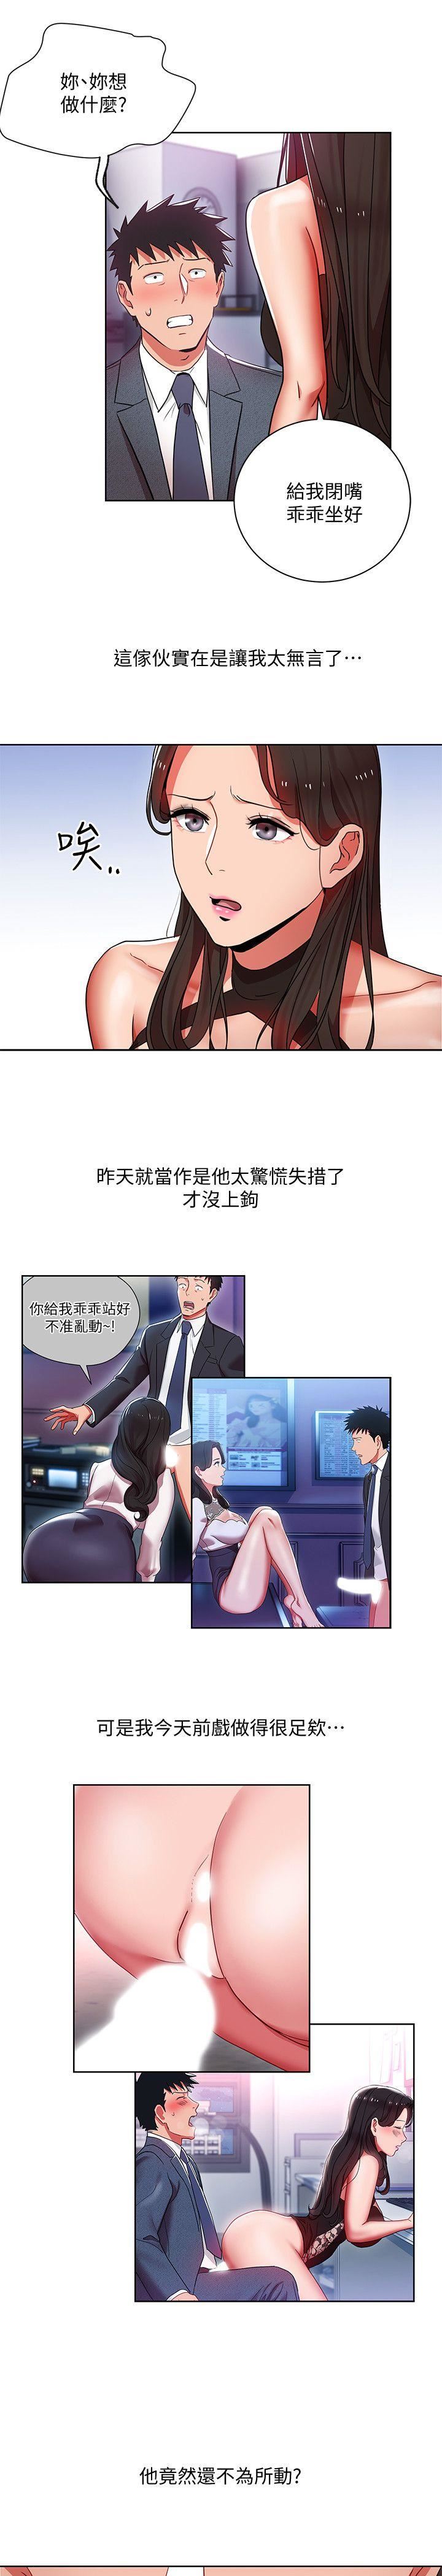 妳、妳想
做什麼?
給我閉嘴
乖乖坐好
這傢伙實在是讓我太無言了…
唉..
昨天就當作是他太驚慌失措了
才沒上鉤
你給我乖乖站好
不准亂動~!
可是我今天前戲做得很足欸…
他竟然還不為所動?